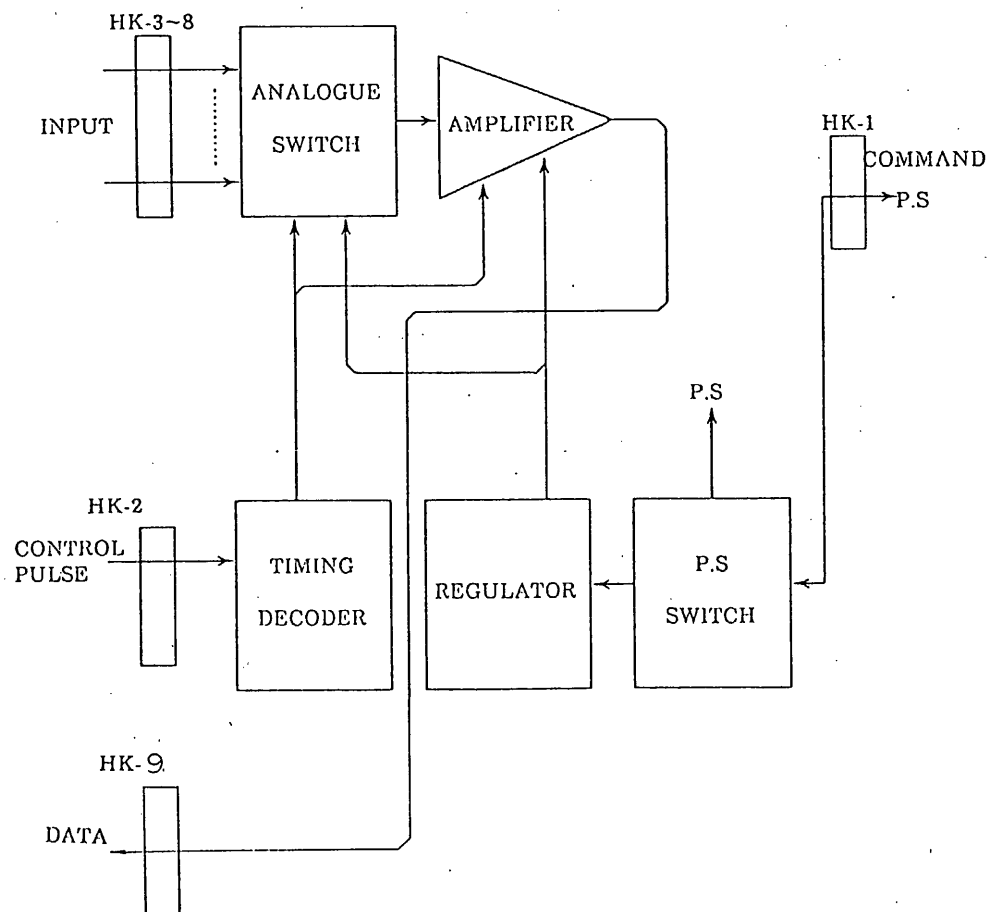 HK-3~8
INPUT
ANALOGUE
SWITCH
AMPLIFIER
HK-1
COMMAND
P.S
P.S
HK-2
CONTROL
PULSE
TIMING
DECODER
REGULATOR
P.S
SWITCH
HK-9.
DATA